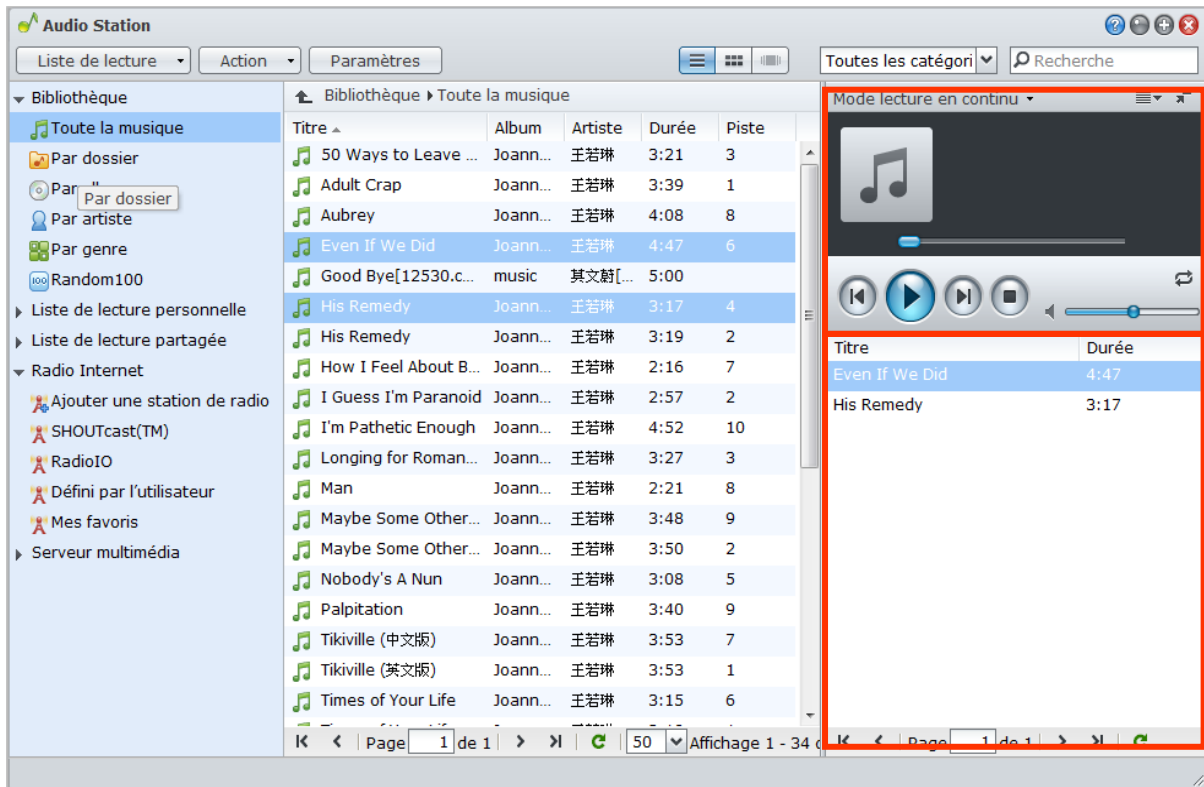 Audio Station
Liste de lecture Action Paramètres Toutes les catégori Recherche
Bibliothèque
Toute la musique
Par dossier
Par dossier
Par artiste
Par genre
Random100
Liste de lecture personnelle
Liste de lecture partagée
Radio Internet
Ajouter une station de radio
SHOUTcast(TM)
RadioIO
Défini par l'utilisateur
Mes favoris
Serveur multimédia
Bibliothèque Toute la musique
Titre Album Artiste Durée Piste
50 Ways to Leave ... Joann... 王若琳 3:21 3
Adult Crap Joann... 王若琳 3:39 1
Aubrey Joann... 王若琳 4:08 8
Even If We Did Joann... 王若琳 4:47 6
Good Bye[12530.c... music 其文蔚[... 5:00
His Remedy Joann... 王若琳 3:17 4
His Remedy Joann... 王若琳 3:19 2
How I Feel About B... Joann... 王若琳 2:16 7
I Guess I'm Paranoid Joann... 王若琳 2:57 2
I'm Pathetic Enough Joann... 王若琳 4:52 10
Longing for Roman... Joann... 王若琳 3:27 3
Man Joann... 王若琳 2:21 8
Maybe Some Other... Joann... 王若琳 3:48 9
Maybe Some Other... Joann... 王若琳 3:50 2
Nobody's A Nun Joann... 王若琳 3:08 5
Palpitation Joann... 王若琳 3:40 9
Tikiville (中文版) Joann... 王若琳 3:53 7
Tikiville (英文版) Joann... 王若琳 3:53 1
Times of Your Life Joann... 王若琳 3:15 6
Page 1 de 1 50 Affichage 1 - 34
Mode lecture en continu
Titre Durée
Even If We Did 4:47
His Remedy 3:17
Page 1 de 1